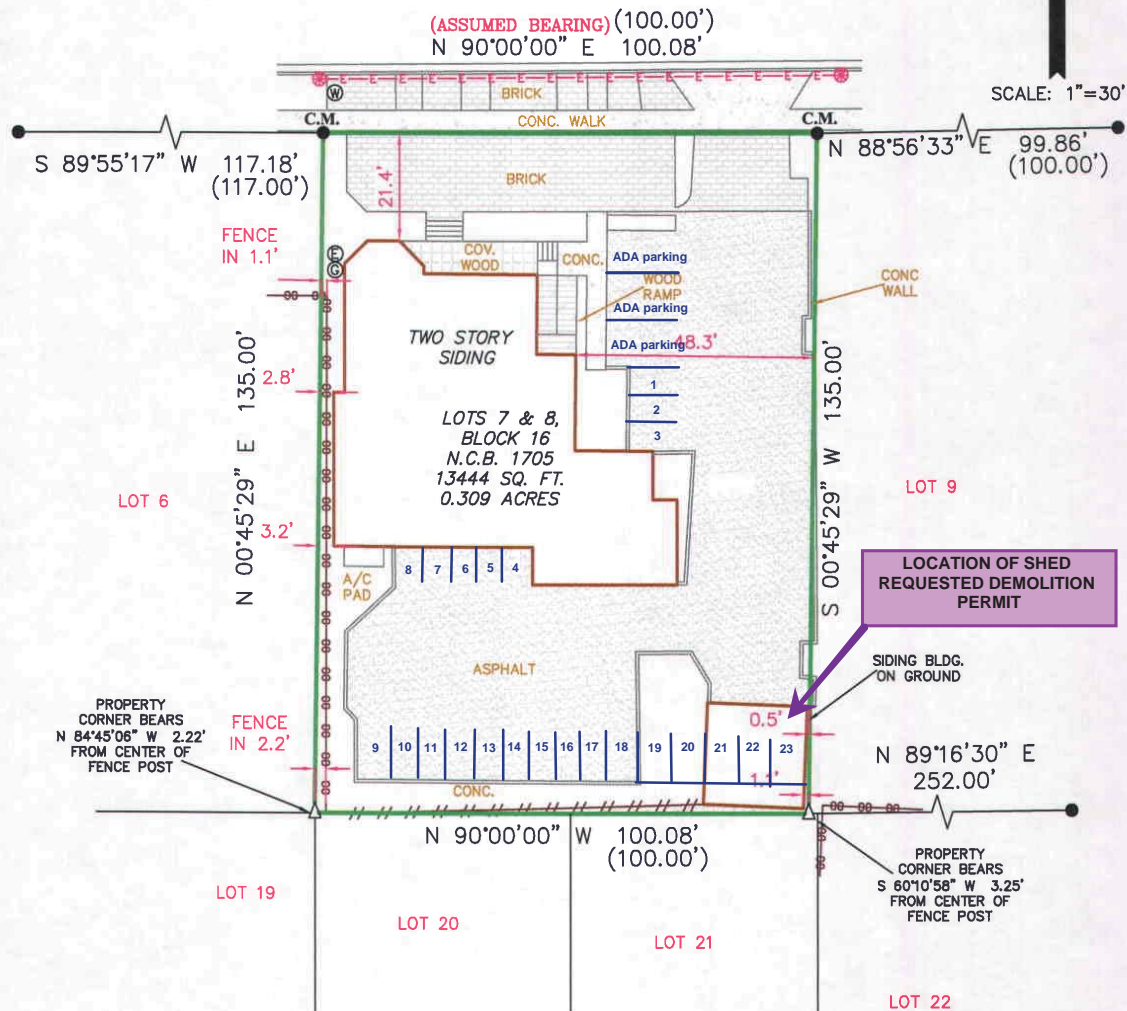 (ASSUMED BEARING) (100.00')
N 90°00'00" E 100.08'
SCALE: 1"=30'
E E E E E E E E E E E E E
W
BRICK
CONC. WALK
C.M.
C.M.
S 89°55'17" W 117.18'
(117.00')
N 88°56'33" E 99.86'
(100.00')
BRICK
21.4'
FENCE
IN 1.1'
E
G
COV.
WOOD
CONC.
WOOD
RAMP
ADA parking
ADA parking
ADA parking
48.3'
CONC
WALL
TWO STORY
SIDING
2.8'
1
2
3
LOTS 7 & 8,
BLOCK 16
N.C.B. 1705
13444 SQ. FT.
0.309 ACRES
N 00°45'29" E 135.00'
S 00°45'29" W 135.00'
LOT 6
LOT 9
3.2'
8 7 6 5 4
A/C
PAD
LOCATION OF SHED
REQUESTED DEMOLITION
PERMIT
ASPHALT
SIDING BLDG.
ON GROUND
PROPERTY
CORNER BEARS
N 84°45'06" W 2.22'
FROM CENTER OF
FENCE POST
FENCE
IN 2.2'
0.5'
9 10 11 12 13 14 15 16 17 18 19 20 21 22 23
1.1'
N 89°16'30" E
252.00'
CONC.
N 90°00'00" W 100.08'
(100.00')
PROPERTY
CORNER BEARS
S 60°10'58" W 3.25'
FROM CENTER OF
FENCE POST
LOT 19
LOT 20
LOT 21
LOT 22